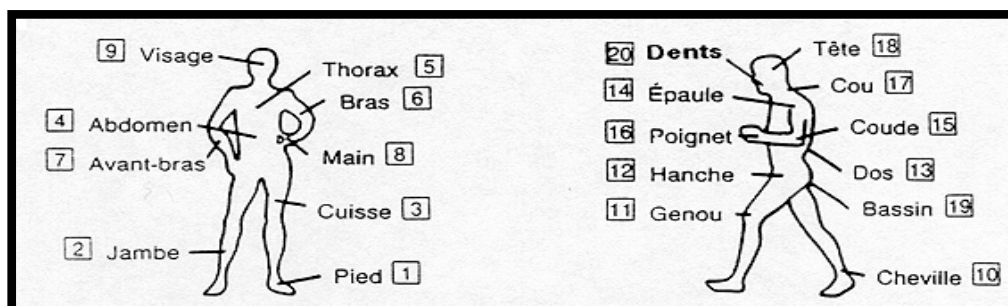 9 Visage
Thorax 5
Bras 6
4 Abdomen
7 Avant-bras
Main 8
Cuisse 3
2 Jambe
Pied 1
20 Dents
Tête 18
Cou 17
14 Épaule
16 Poignet
Coude 15
12 Hanche
Dos 13
11 Genou
Bassin 19
Cheville 10